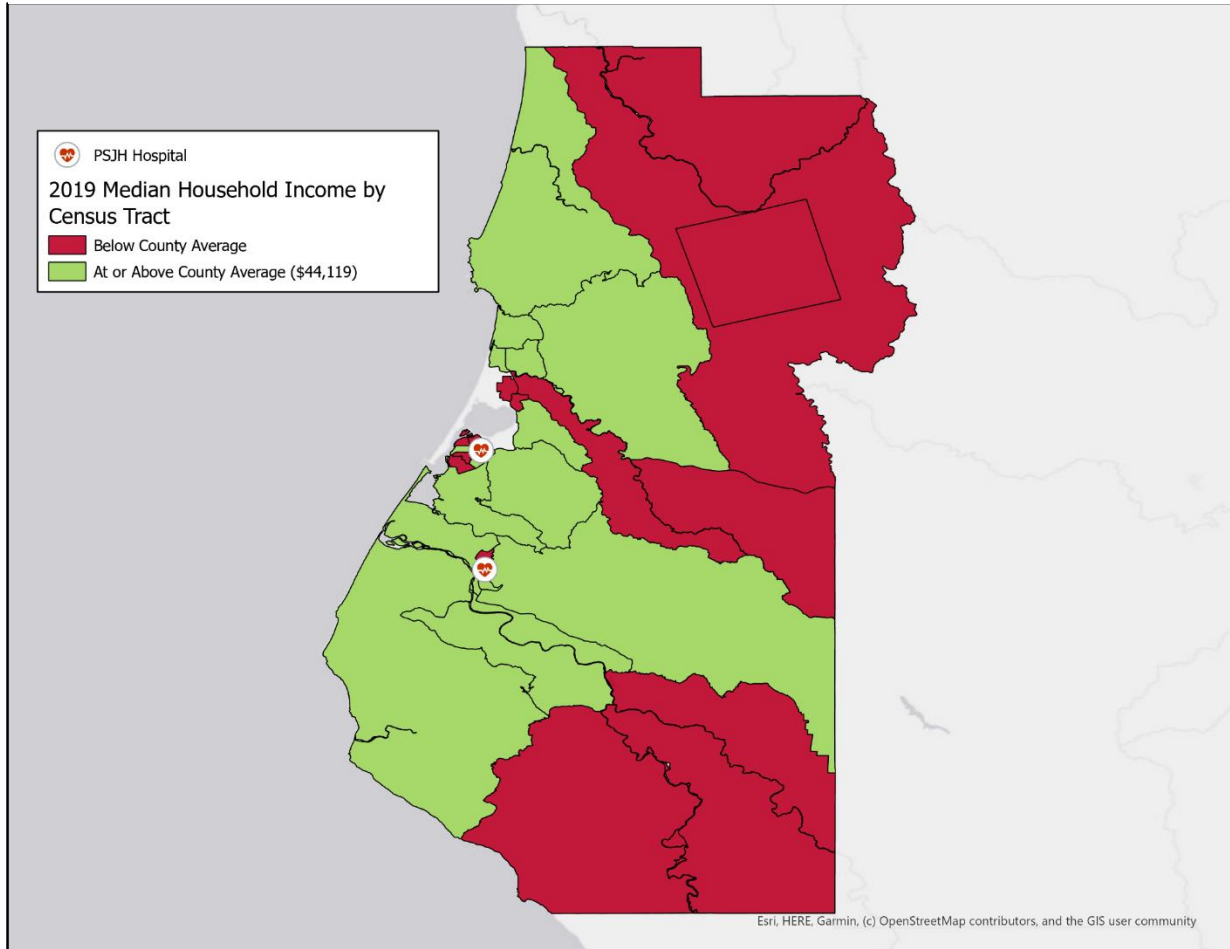 PSJH Hospital
2019 Median Household Income by
Census Tract
Below County Average
At or Above County Average ($44,119)
Esri, HERE, Garmin, (c) OpenStreetMap contributors, and the GIS user community